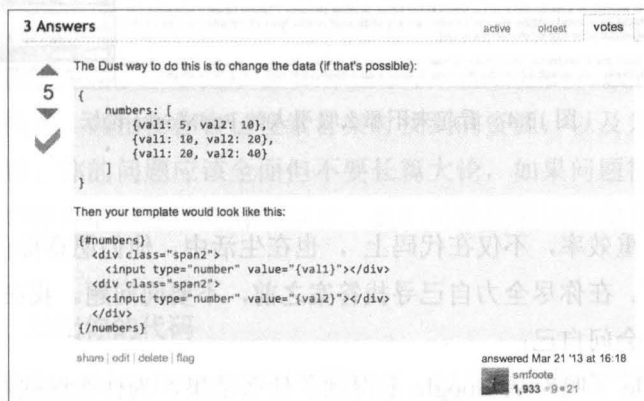 3 Answers
active oldest votes
The Dust way to do this is to change the data (if that's possible):
5
{
numbers: [
{val1: 5, val2: 10},
{val1: 10, val2: 20},
{val1: 20, val2: 40}
]
}
Then your template would look like this:
{#numbers}
<div class="span2">
<input type="number" value="{val1}"></div>
<div class="span2">
<input type="number" value="{val2}"></div>
</div>
{/numbers}
share | edit | delete | flag
answered Mar 21 '13 at 16:18
smfoote
1,933 9 21